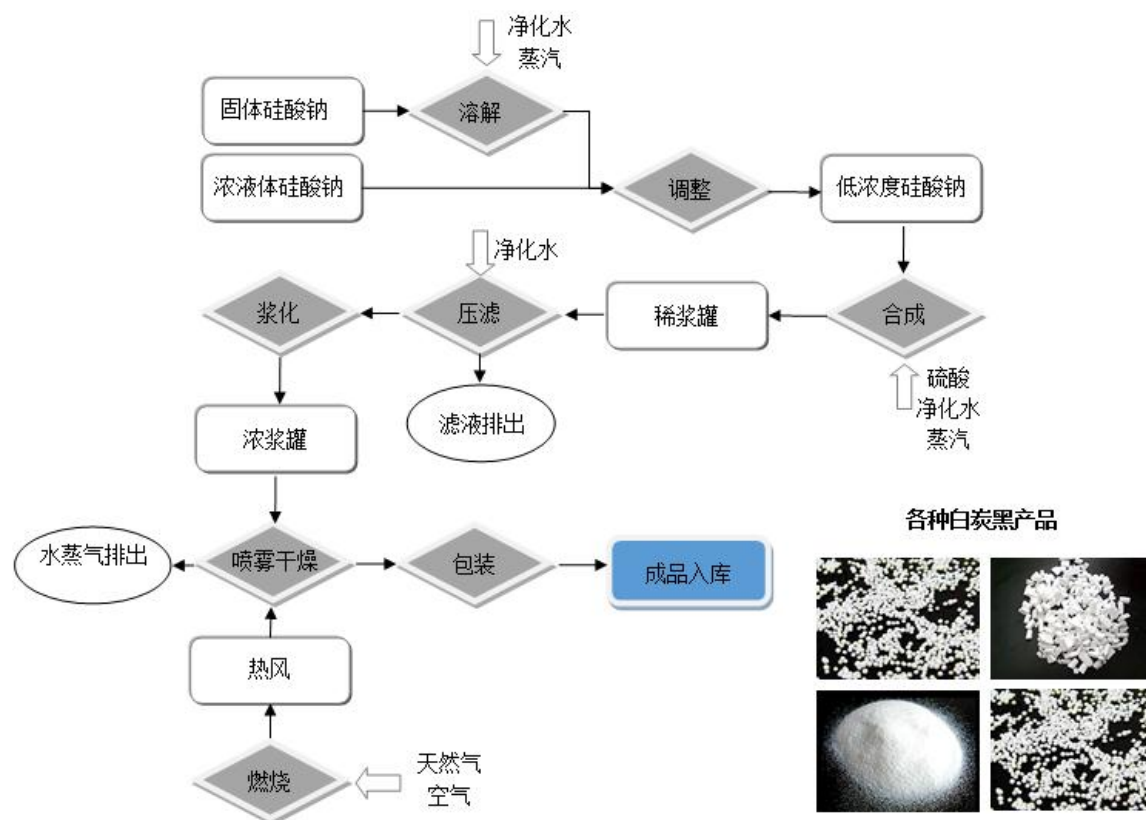 净化水
蒸汽
固体硅酸钠
溶解
浓液体硅酸钠
调整
低浓度硅酸钠
净化水
浆化
压滤
稀浆罐
合成
硫酸
净化水
蒸汽
浓浆罐
滤液排出
各种白炭黑产品
水蒸气排出
喷雾干燥
包装
成品入库
热风
燃烧
天然气
空气